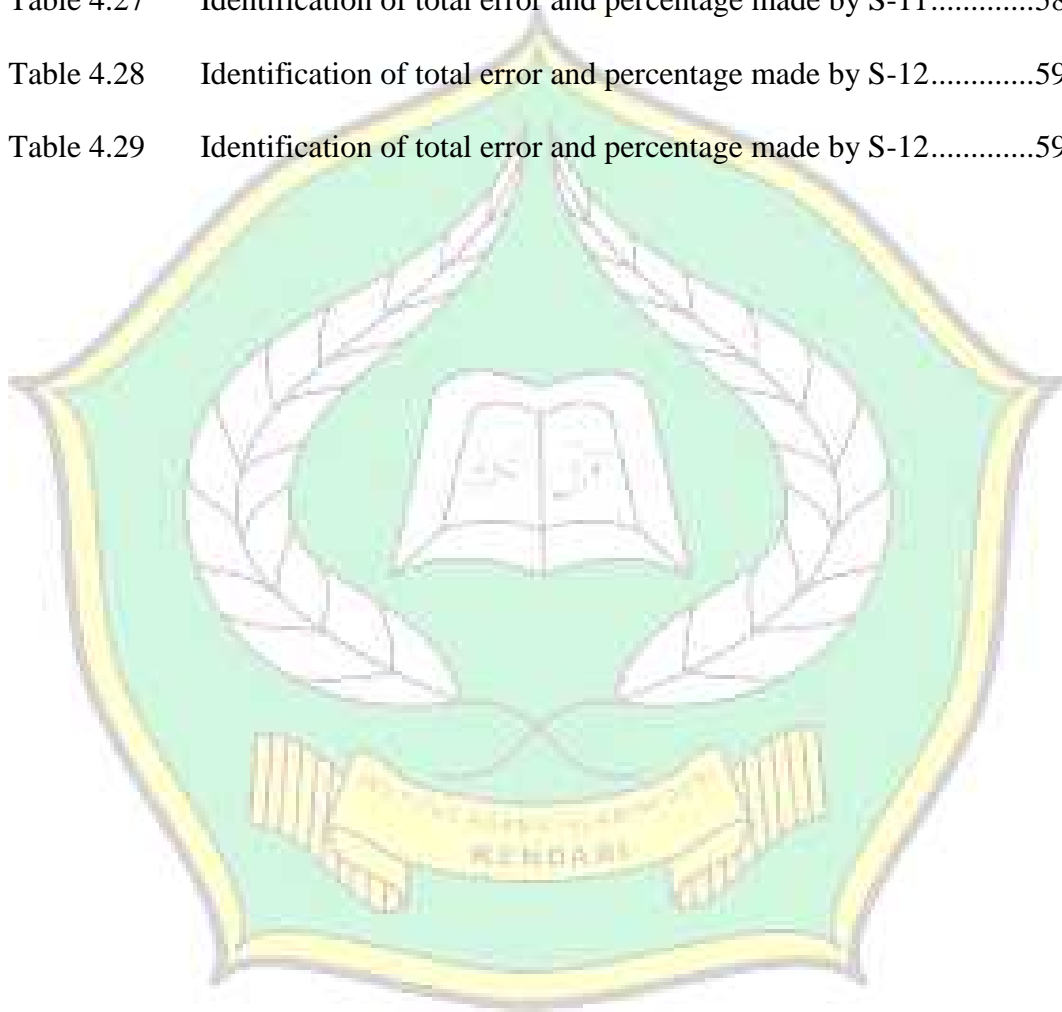 Table 4.27 Identification of total error and percentage made by S-11.............58
Table 4.28 Identification of total error and percentage made by S-12.............59
Table 4.29 Identification of total error and percentage made by S-12.............59
KENDARI